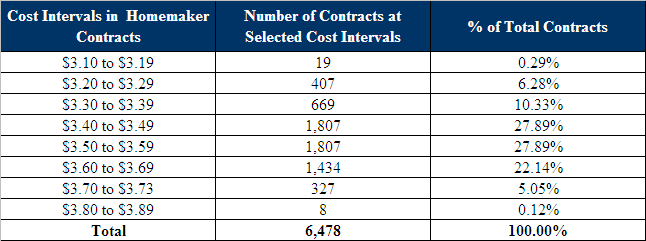 Cost Intervals in Homemaker Contracts Number of Contracts at Selected Cost Intervals % of Total Contracts
$3.10 to $3.19 19 0.29%
$3.20 to $3.29 407 6.28%
$3.30 to $3.39 669 10.33%
$3.40 to $3.49 1,807 27.89%
$3.50 to $3.59 1,807 27.89%
$3.60 to $3.69 1,434 22.14%
$3.70 to $3.73 327 5.05%
$3.80 to $3.89 8 0.12%
Total 6,478 100.00%